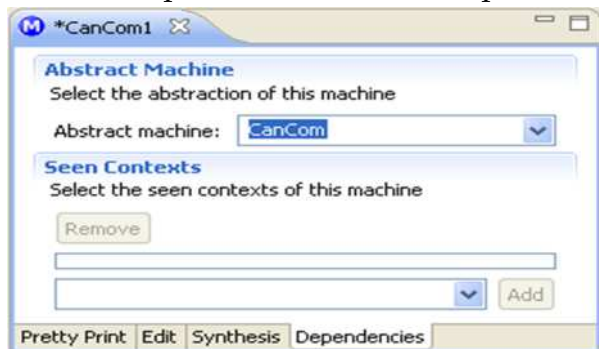 M *CanCom1
Abstract Machine
Select the abstraction of this machine
Abstract machine: CanCom
Seen Contexts
Select the seen contexts of this machine
Remove
Add
Pretty Print Edit Synthesis Dependencies